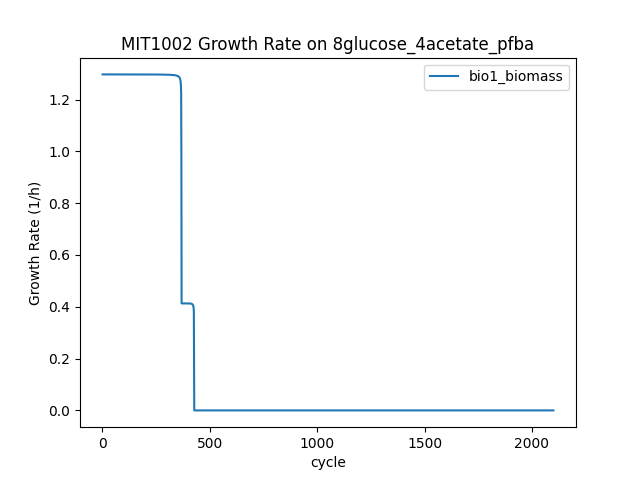 MIT1002 Growth Rate on 8glucose_4acetate_pfba
bio1_biomass
Growth Rate (1/h)
1.2
1.0
0.8
0.6
0.4
0.2
0.0
0 500 1000 1500 2000
cycle